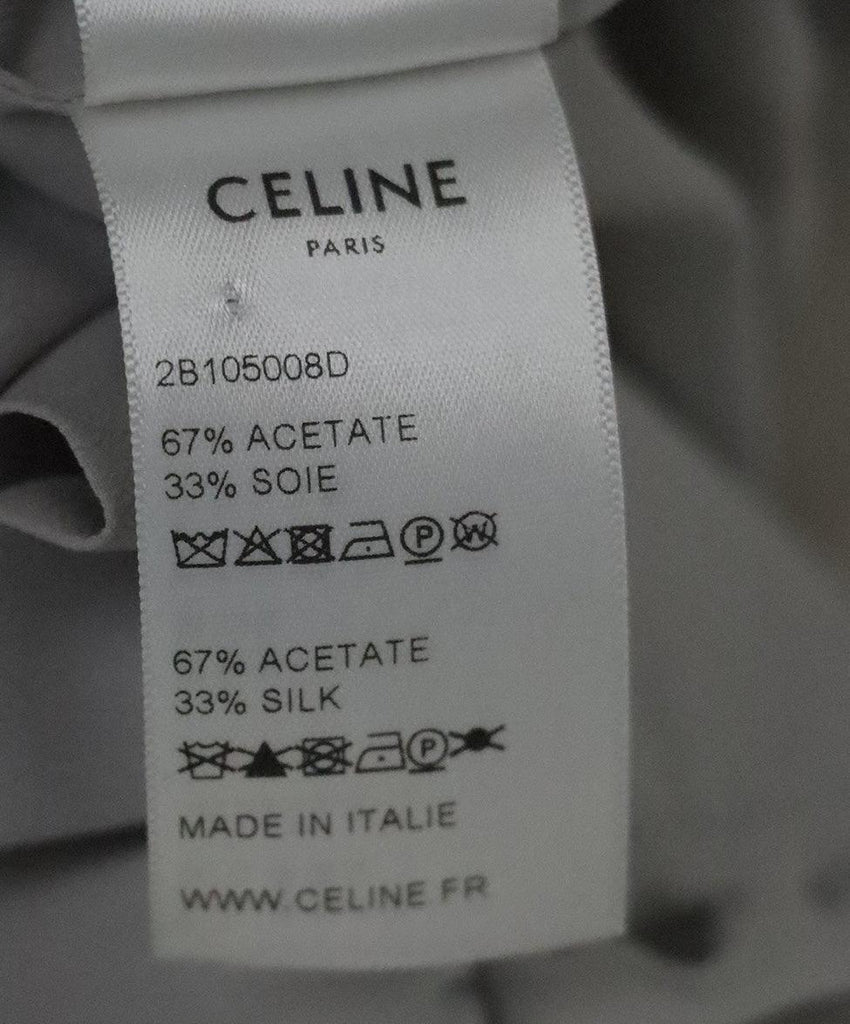 CELINE
PARIS
2B105008D
67% ACETATE
33% SOIE
P W
67% ACETATE
33% SILK
P
MADE IN ITALIE
WWW.CELINE.FR